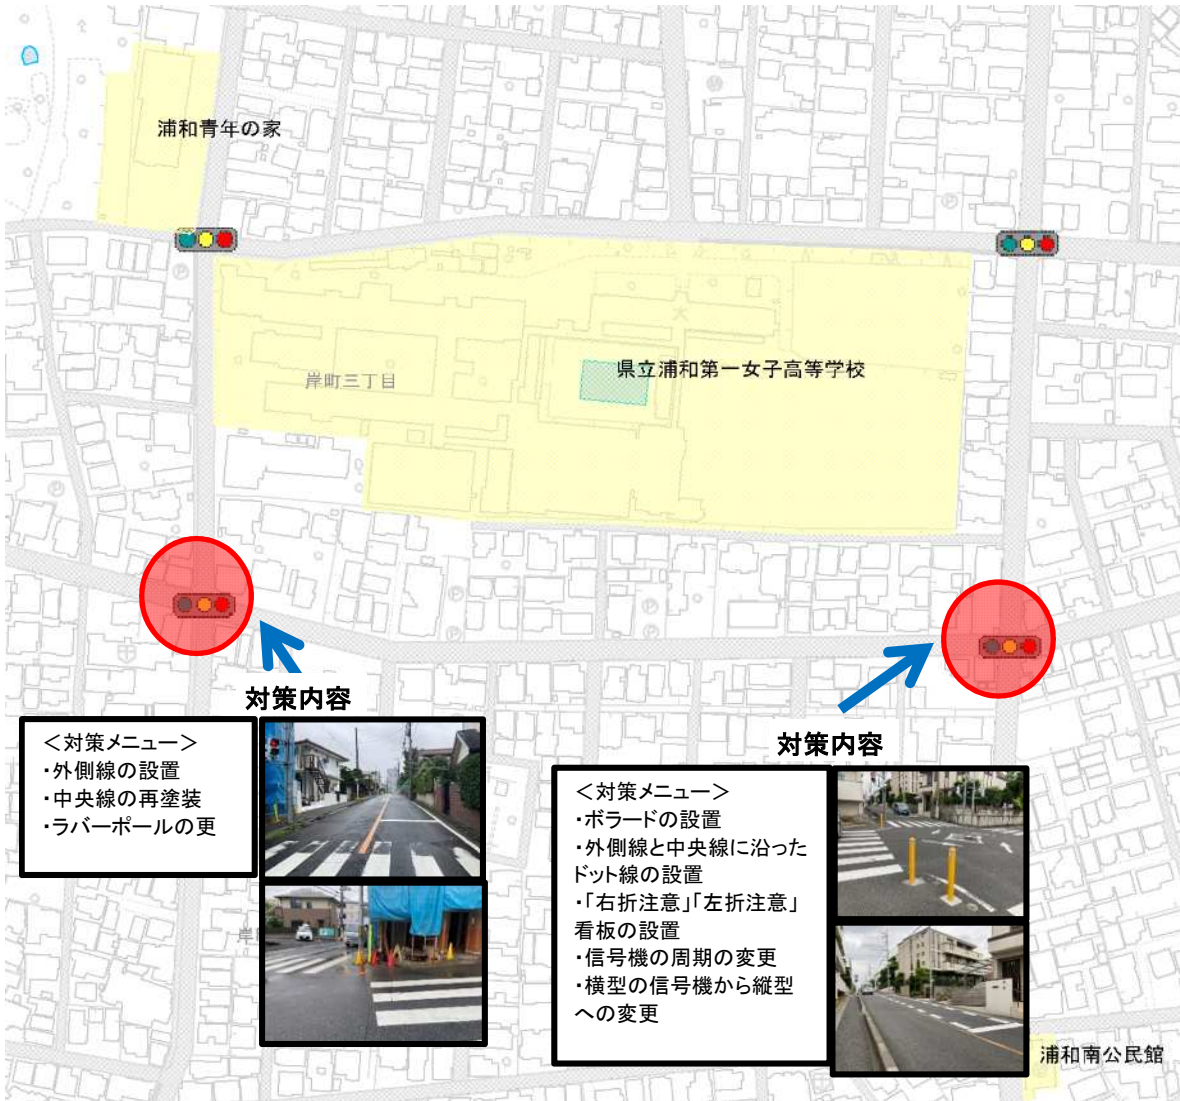 浦和青年の家
県立浦和第一女子高等学校
岸町三丁目
対策内容
<対策メニュー>
・外側線の設置
・中央線の再塗装
・ラバーポールの更
対策内容
<対策メニュー>
・ボラードの設置
・外側線と中央線に沿った
ドット線の設置
・「右折注意」「左折注意」
看板の設置
・信号機の周期の変更
・横型の信号機から縦型
への変更
浦和南公民館